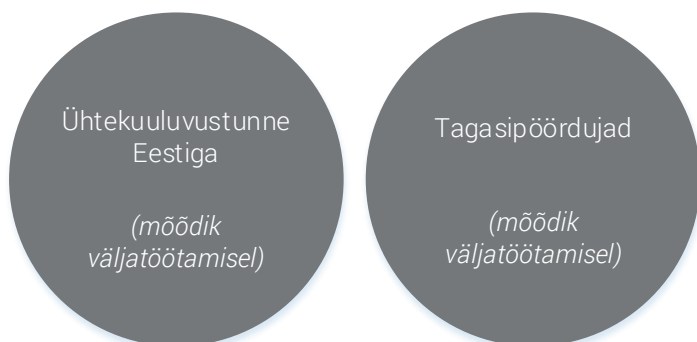 Ühtekuuluvustunne
Eestiga
(mõõdik
väljatöötamisel)
Tagasipöördujad
(mõõdik
väljatöötamisel)